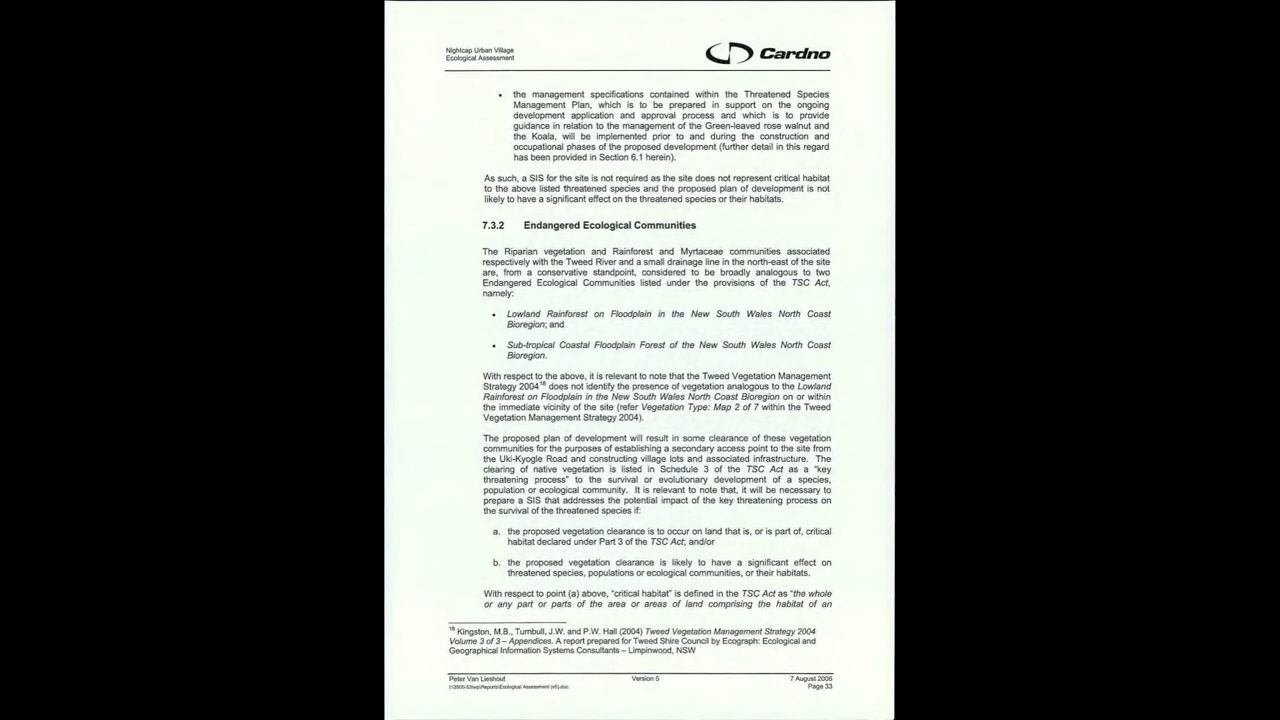 Nightcap Urban Village
Ecological Assessment
Cardno
• the management specifications contained within the Threatened Species
Management Plan, which is to be prepared in support on the ongoing
development application and approval process and which is to provide
guidance in relation to the management of the Green-leaved rose walnut and
the Koala, will be implemented prior to and during the construction and
occupational phases of the proposed development (further detail in this regard
has been provided in Section 6.1 herein).
As such, a SIS for the site is not required as the site does not represent critical habitat
to the above listed threatened species and the proposed plan of development is not
likely to have a significant effect on the threatened species or their habitats.
7.3.2 Endangered Ecological Communities
The Riparian vegetation and Rainforest and Myrtaceae communities associated
respectively with the Tweed River and a small drainage line in the north-east of the site
are, from a conservative standpoint, considered to be broadly analogous to two
Endangered Ecological Communities listed under the provisions of the TSC Act,
namely:
• Lowland Rainforest on Floodplain in the New South Wales North Coast
Bioregion; and
• Sub-tropical Coastal Floodplain Forest of the New South Wales North Coast
Bioregion.
With respect to the above, it is relevant to note that the Tweed Vegetation Management
Strategy 2004¹⁸ does not identify the presence of vegetation analogous to the Lowland
Rainforest on Floodplain in the New South Wales North Coast Bioregion on or within
the immediate vicinity of the site (refer Vegetation Type: Map 2 of 7 within the Tweed
Vegetation Management Strategy 2004).
The proposed plan of development will result in some clearance of these vegetation
communities for the purposes of establishing a secondary access point to the site from
the Uki-Kyogle Road and constructing village lots and associated infrastructure. The
clearing of native vegetation is listed in Schedule 3 of the TSC Act as a “key
threatening process” to the survival or evolutionary development of a species,
population or ecological community. It is relevant to note that, it will be necessary to
prepare a SIS that addresses the potential impact of the key threatening process on
the survival of the threatened species if:
a. the proposed vegetation clearance is to occur on land that is, or is part of, critical
habitat declared under Part 3 of the TSC Act; and/or
b. the proposed vegetation clearance is likely to have a significant effect on
threatened species, populations or ecological communities, or their habitats.
With respect to point (a) above, “critical habitat” is defined in the TSC Act as “the whole
or any part or parts of the area or areas of land comprising the habitat of an
¹⁸ Kingston, M.B., Turnbull, J.W. and P.W. Hall (2004) Tweed Vegetation Management Strategy 2004
Volume 3 of 3 – Appendices. A report prepared for Tweed Shire Council by Ecograph: Ecological and
Geographical Information Systems Consultants – Limpinwood, NSW
Peter Van Lieshout Version 5 7 August 2006
Page 33